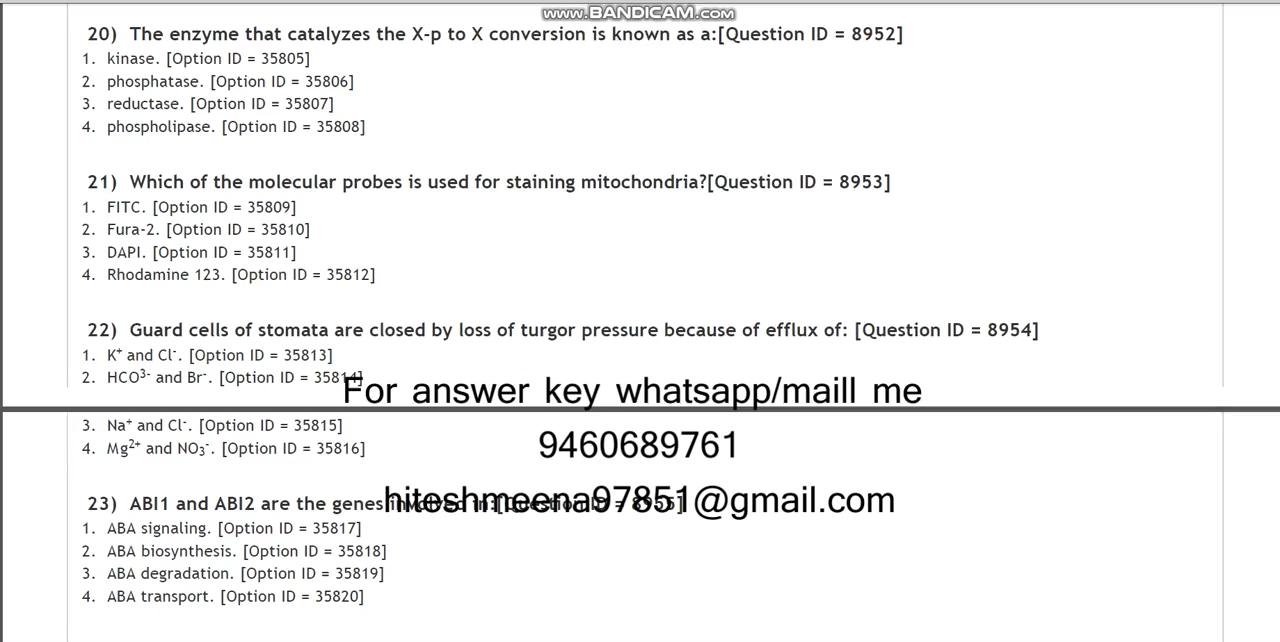 www.BANDICAM.com
20) The enzyme that catalyzes the X-p to X conversion is known as a:[Question ID = 8952]
1. kinase. [Option ID = 35805]
2. phosphatase. [Option ID = 35806]
3. reductase. [Option ID = 35807]
4. phospholipase. [Option ID = 35808]
21) Which of the molecular probes is used for staining mitochondria?[Question ID = 8953]
1. FITC. [Option ID = 35809]
2. Fura-2. [Option ID = 35810]
3. DAPI. [Option ID = 35811]
4. Rhodamine 123. [Option ID = 35812]
22) Guard cells of stomata are closed by loss of turgor pressure because of efflux of: [Question ID = 8954]
1. K⁺ and Cl⁻. [Option ID = 35813]
2. HCO³⁻ and Br⁻. [Option ID = 35814]
For answer key whatsapp/maill me
3. Na⁺ and Cl⁻. [Option ID = 35815]
9460689761
4. Mg²⁺ and NO₃⁻. [Option ID = 35816]
23) ABI1 and ABI2 are the genes involved in:[Question ID = 8955]
hiteshmeena97851@gmail.com
1. ABA signaling. [Option ID = 35817]
2. ABA biosynthesis. [Option ID = 35818]
3. ABA degradation. [Option ID = 35819]
4. ABA transport. [Option ID = 35820]